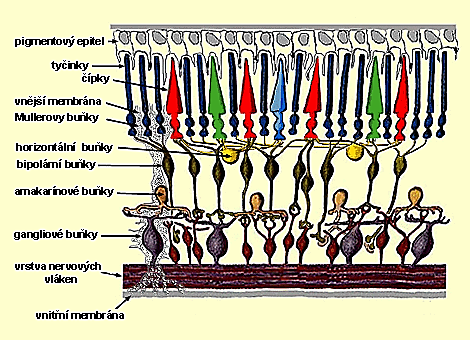 pigmentový epitel
tyčinky
čípky
vnější membrána
Mullerovy buňky
horizontální buňky
bipolární buňky
amakarinové buňky
gangliové buňky
vrstva nervových
vláken
vnitřní membrána